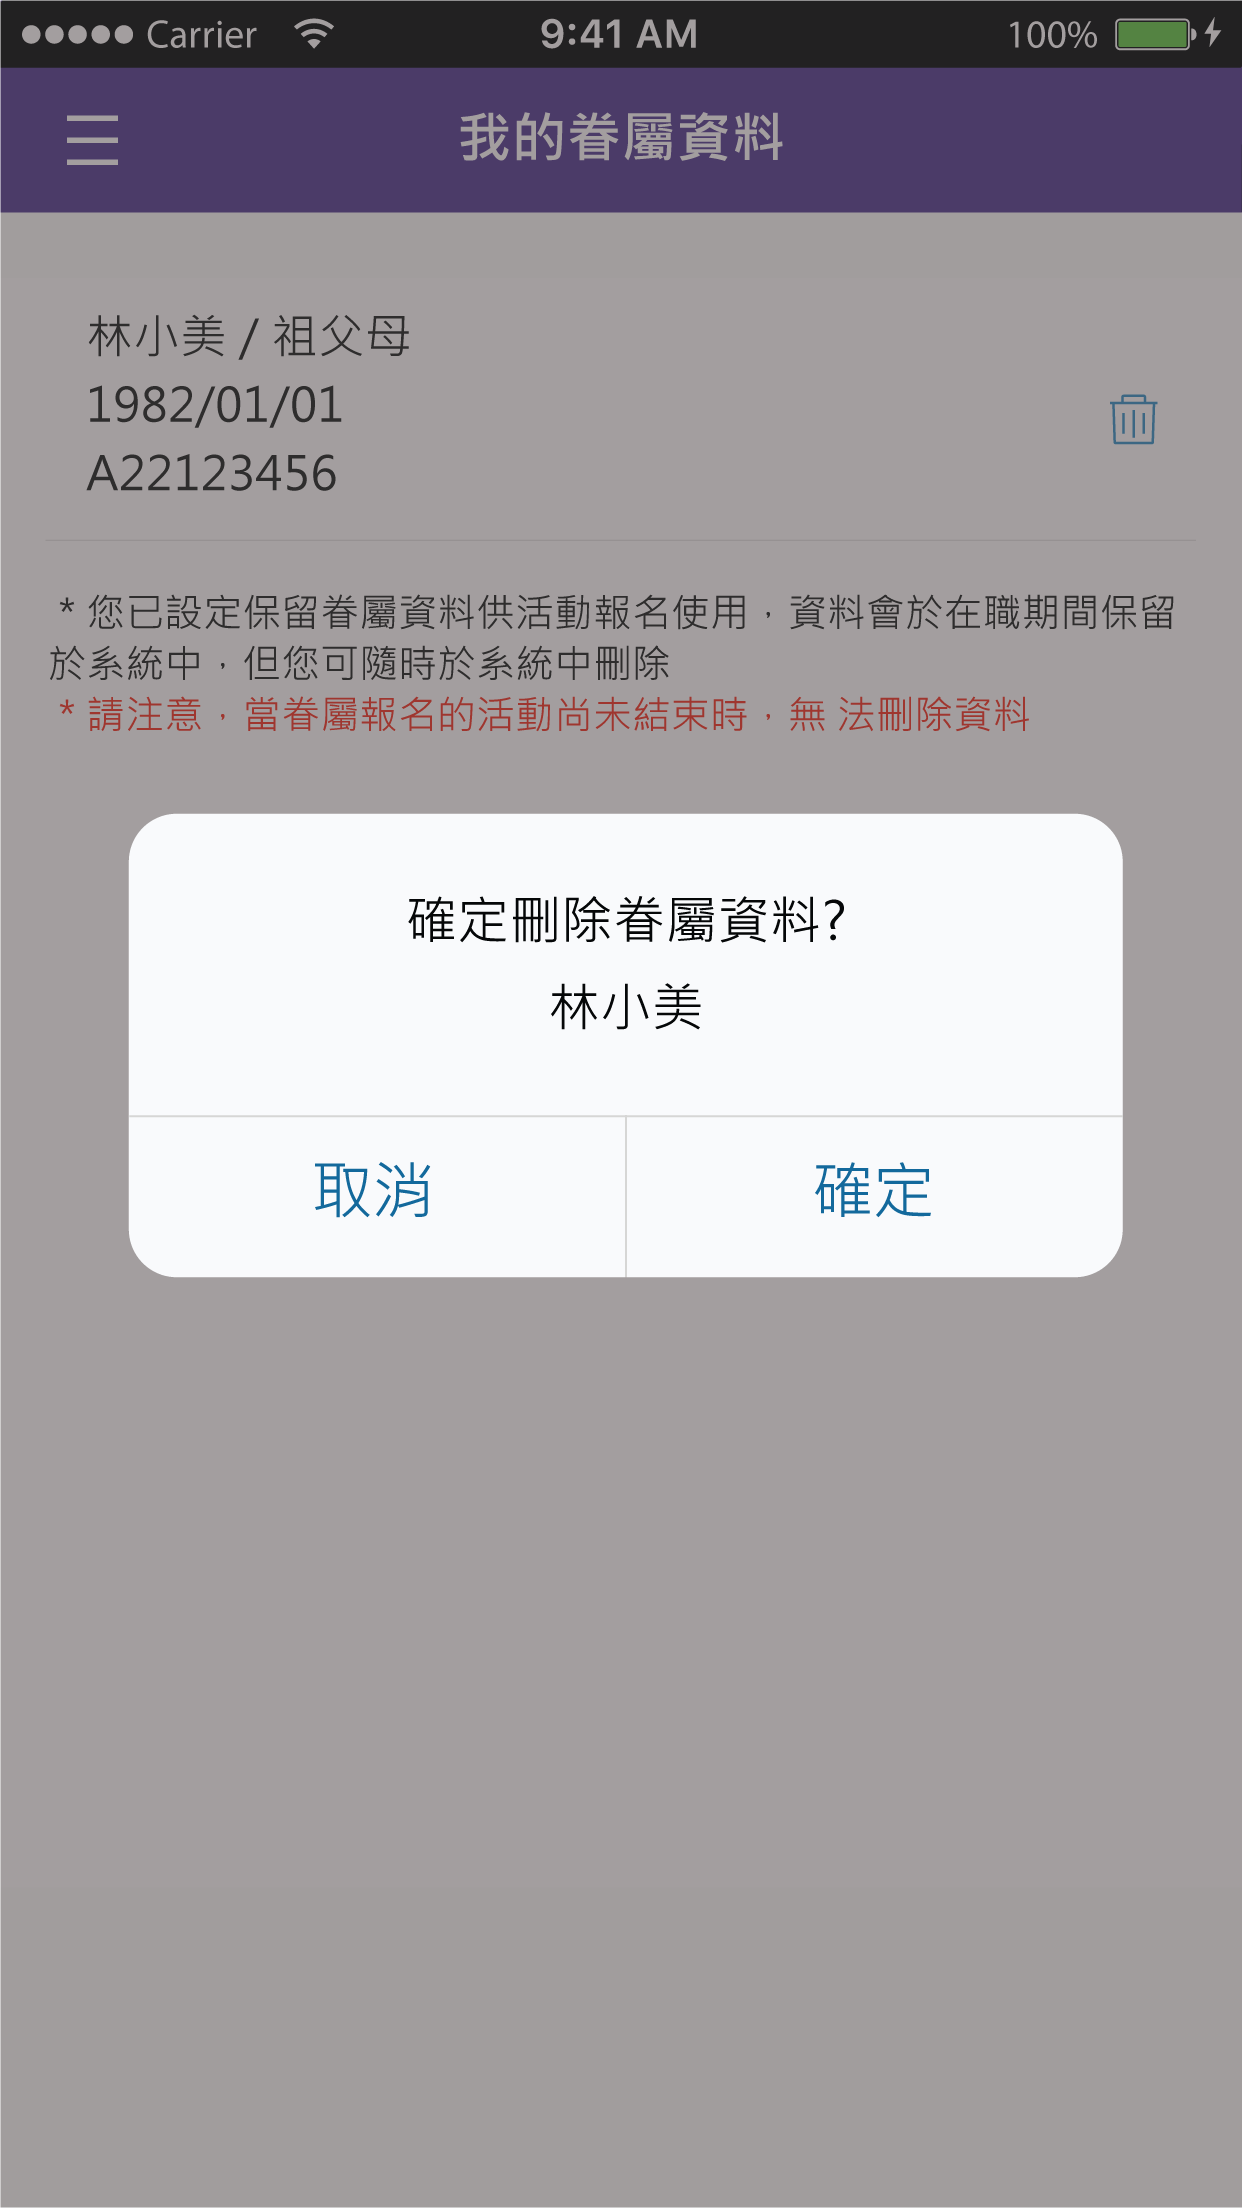 Carrier 9:41 AM 100%
我的眷屬資料
林小美 / 祖父母
1982/01/01
A22123456
* 您已設定保留眷屬資料供活動報名使用，資料會於在職期間保留
於系統中，但您可隨時於系統中刪除
* 請注意，當眷屬報名的活動尚未結束時，無 法刪除資料
確定刪除眷屬資料?
林小美
取消 確定